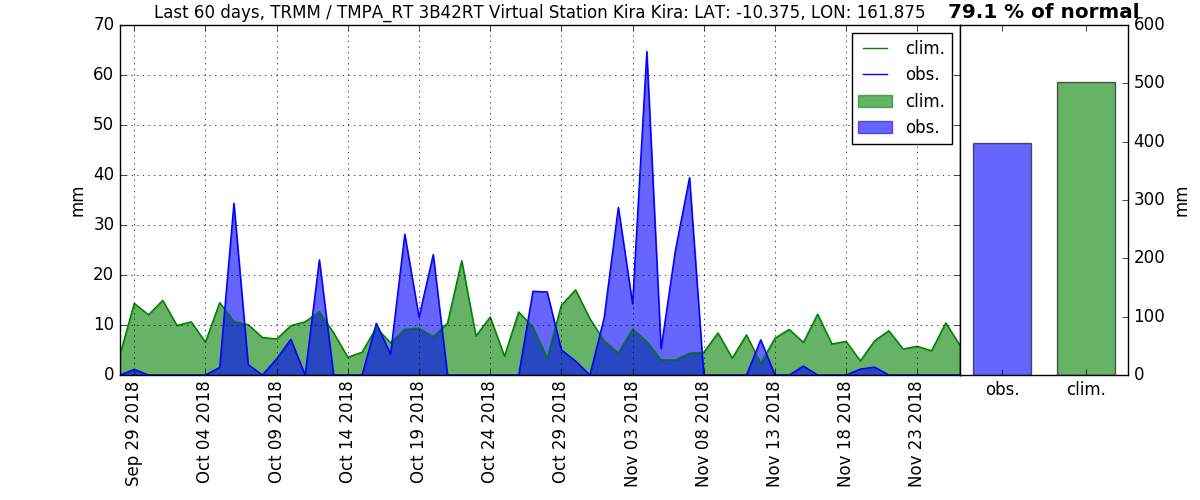 Last 60 days, TRMM / TMPA_RT 3B42RT Virtual Station Kira Kira: LAT: -10.375, LON: 161.875
79.1 % of normal
70
60
50
40
30
20
10
0
mm
clim.
obs.
clim.
obs.
600
500
400
300
200
100
0
mm
Sep 29 2018
Oct 04 2018
Oct 09 2018
Oct 14 2018
Oct 19 2018
Oct 24 2018
Oct 29 2018
Nov 03 2018
Nov 08 2018
Nov 13 2018
Nov 18 2018
Nov 23 2018
obs.
clim.